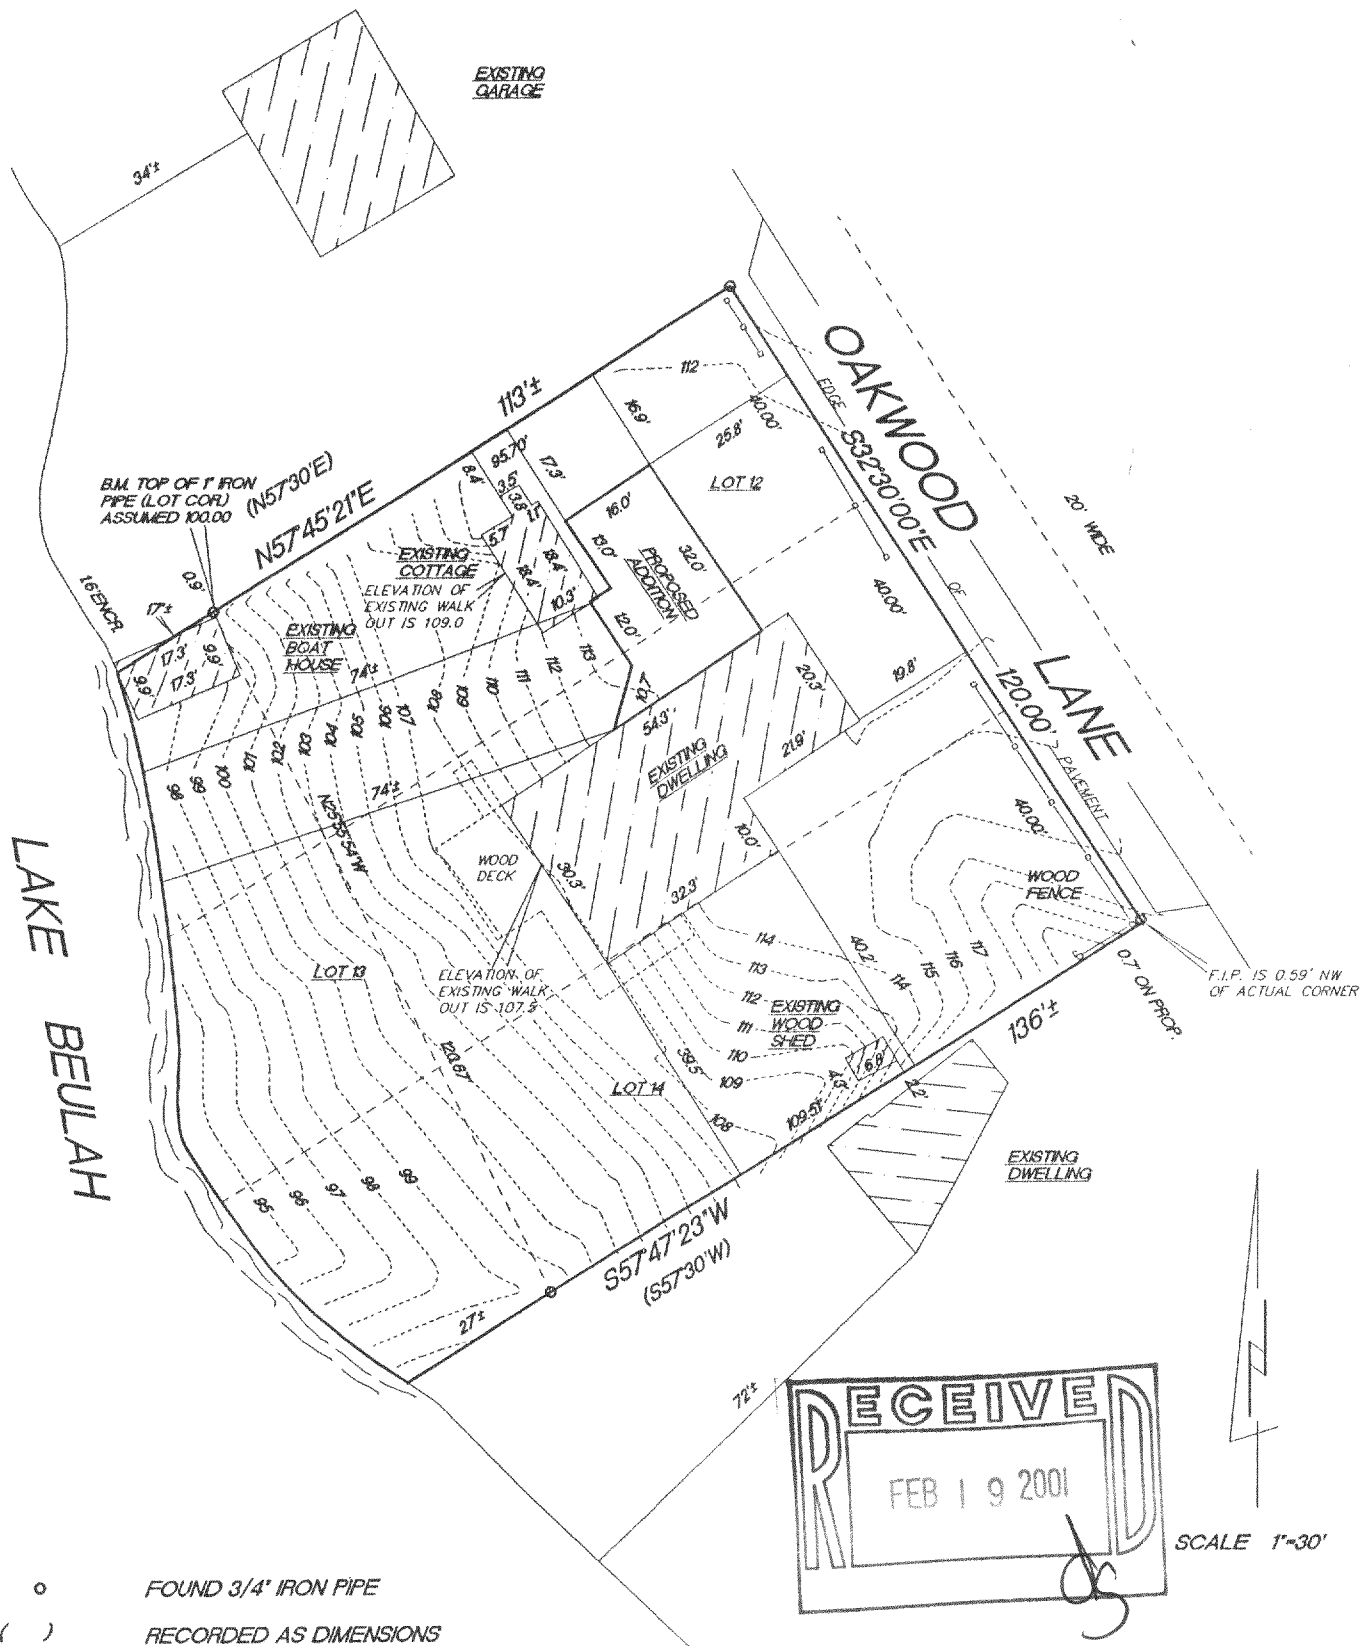 EXISTING
GARAGE
34'±
OAKWOOD
LANE
EDGE
OF
PAVEMENT
S32°30'00"E
120.00'
20' WIDE
113'±
N57°45'21"E
(N57°30'E)
B.M. TOP OF 1" IRON
PIPE (LOT COR.)
ASSUMED 100.00
0.9'
1.6' ENCR.
17'±
112
16.9'
40.00'
25.8'
95.70'
17.3'
8.4'
3.5'
3.8'
1.1'
5.7'
18.4'
18.4'
10.3'
LOT 12
16.0'
13.0'
32.0'
12.0'
PROPOSED
ADDITION
EXISTING
COTTAGE
ELEVATION OF
EXISTING WALK
OUT IS 109.0
EXISTING
BOAT
HOUSE
17.3'
9.9'
9.9'
17.3'
74'±
74'±
98
99
100
101
102
103
104
105
106
107
108
109
110
111
112
113
10.7'
54.3'
20.3'
19.8'
21.9'
40.00'
40.00'
EXISTING
DWELLING
10.0'
30.3'
32.3'
WOOD
DECK
N25°55'54"W
120.67'
LOT 13
ELEVATION OF
EXISTING WALK
OUT IS 107.5
WOOD
FENCE
114
113
112
111
110
109
108
40.2'
114
115
116
117
EXISTING
WOOD
SHED
6.8'
4.3'
2.2'
39.5'
109.51'
LOT 14
136'±
0.7' ON PROP.
F.I.P. IS 0.59' NW
OF ACTUAL CORNER
EXISTING
DWELLING
LAKE BEULAH
95
96
97
98
99
S57°47'23"W
(S57°30'W)
27'±
72'±
RECEIVED
FEB 19 2001
SCALE 1"=30'
FOUND 3/4" IRON PIPE
( ) RECORDED AS DIMENSIONS